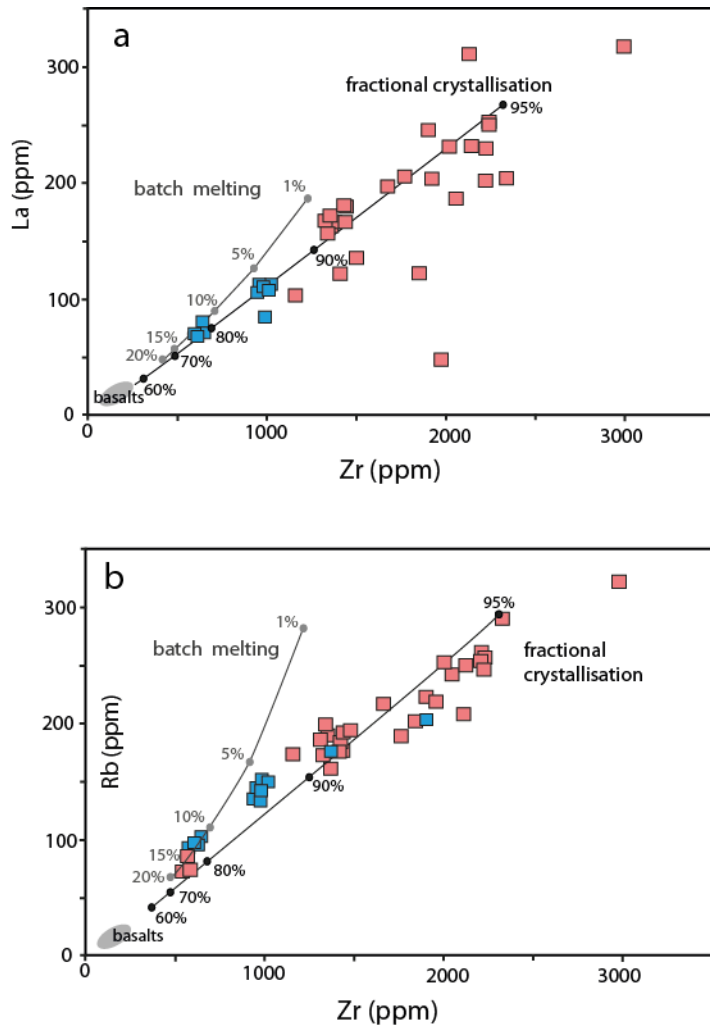 a
300
200
100
0
La (ppm)
fractional crystallisation
95%
batch melting
1%
5%
90%
10%
15%
80%
20%
70%
basalts
60%
0
1000
2000
3000
Zr (ppm)
b
300
200
100
0
Rb (ppm)
95%
1%
batch melting
fractional
crystallisation
5%
90%
10%
15%
80%
20%
70%
60%
basalts
0
1000
2000
3000
Zr (ppm)